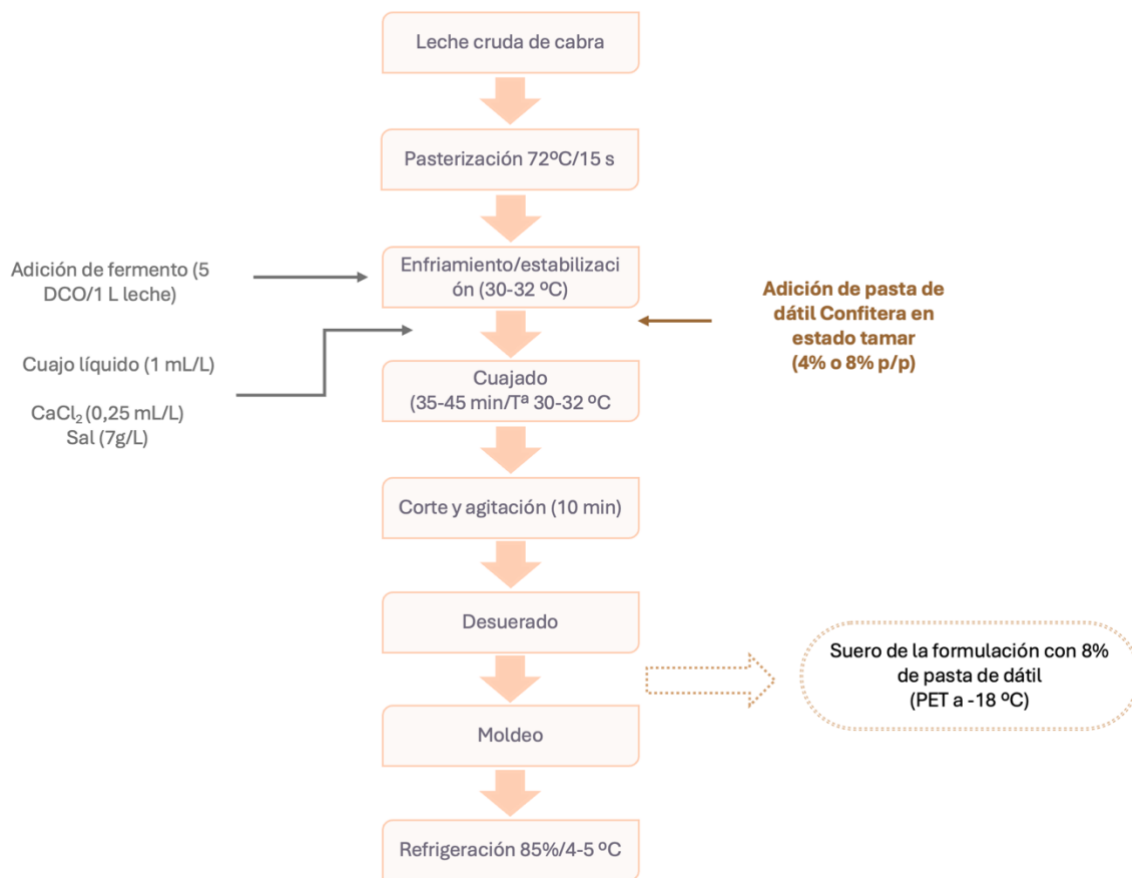 Leche cruda de cabra
Pasterización 72ºC/15 s
Adición de fermento (5
DCO/1 L leche)
Enfriamiento/estabilizaci
ón (30-32 ºC)
Adición de pasta de
dátil Confitera en
estado tamar
(4% o 8% p/p)
Cuajo líquido (1 mL/L)
CaCl₂ (0,25 mL/L)
Sal (7g/L)
Cuajado
(35-45 min/Tª 30-32 ºC
Corte y agitación (10 min)
Desuerado
Suero de la formulación con 8%
de pasta de dátil
(PET a -18 ºC)
Moldeo
Refrigeración 85%/4-5 ºC